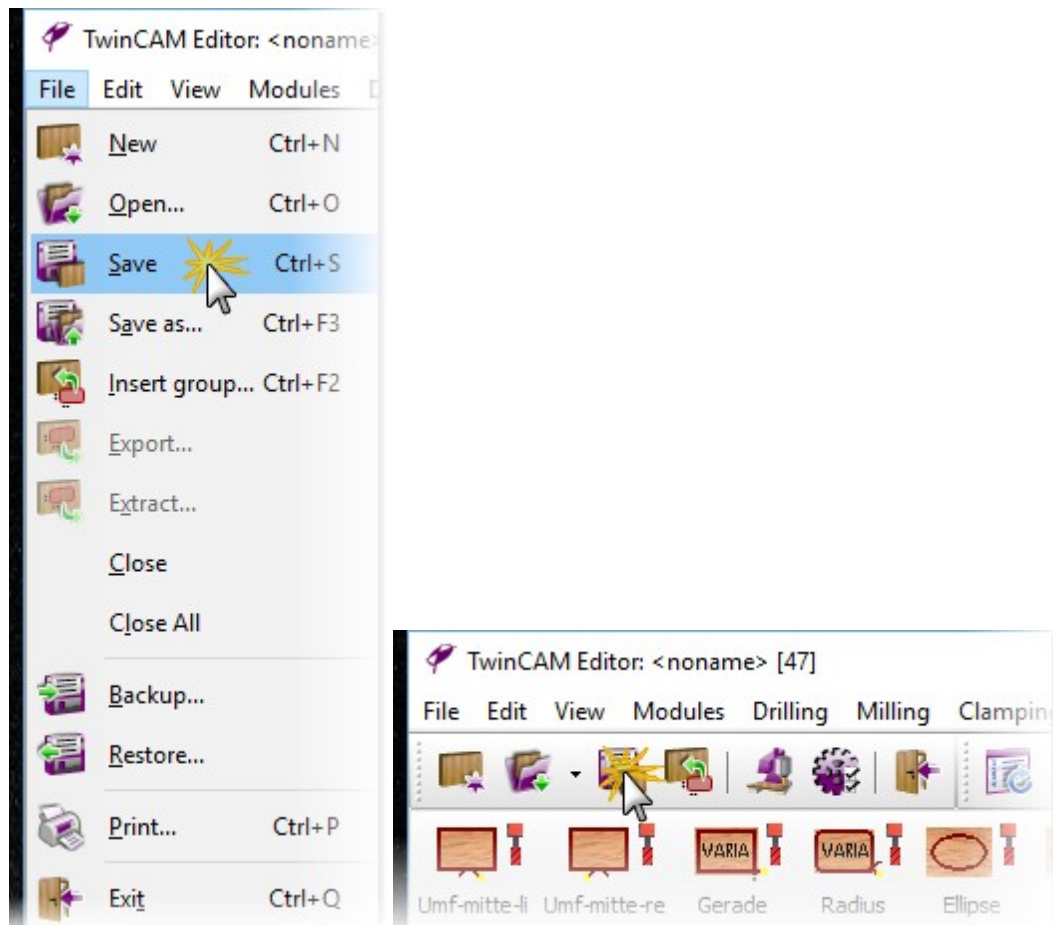 TwinCAM Editor: <noname>
File Edit View Modules
New Ctrl+N
Open... Ctrl+O
Save Ctrl+S
Save as... Ctrl+F3
Insert group... Ctrl+F2
Export...
Extract...
Close
Close All
Backup...
Restore...
Print... Ctrl+P
Exit Ctrl+Q
TwinCAM Editor: <noname> [47]
File Edit View Modules Drilling Milling Clamping
VARIA VARIA
Umf-mitte-li Umf-mitte-re Gerade Radius Ellipse